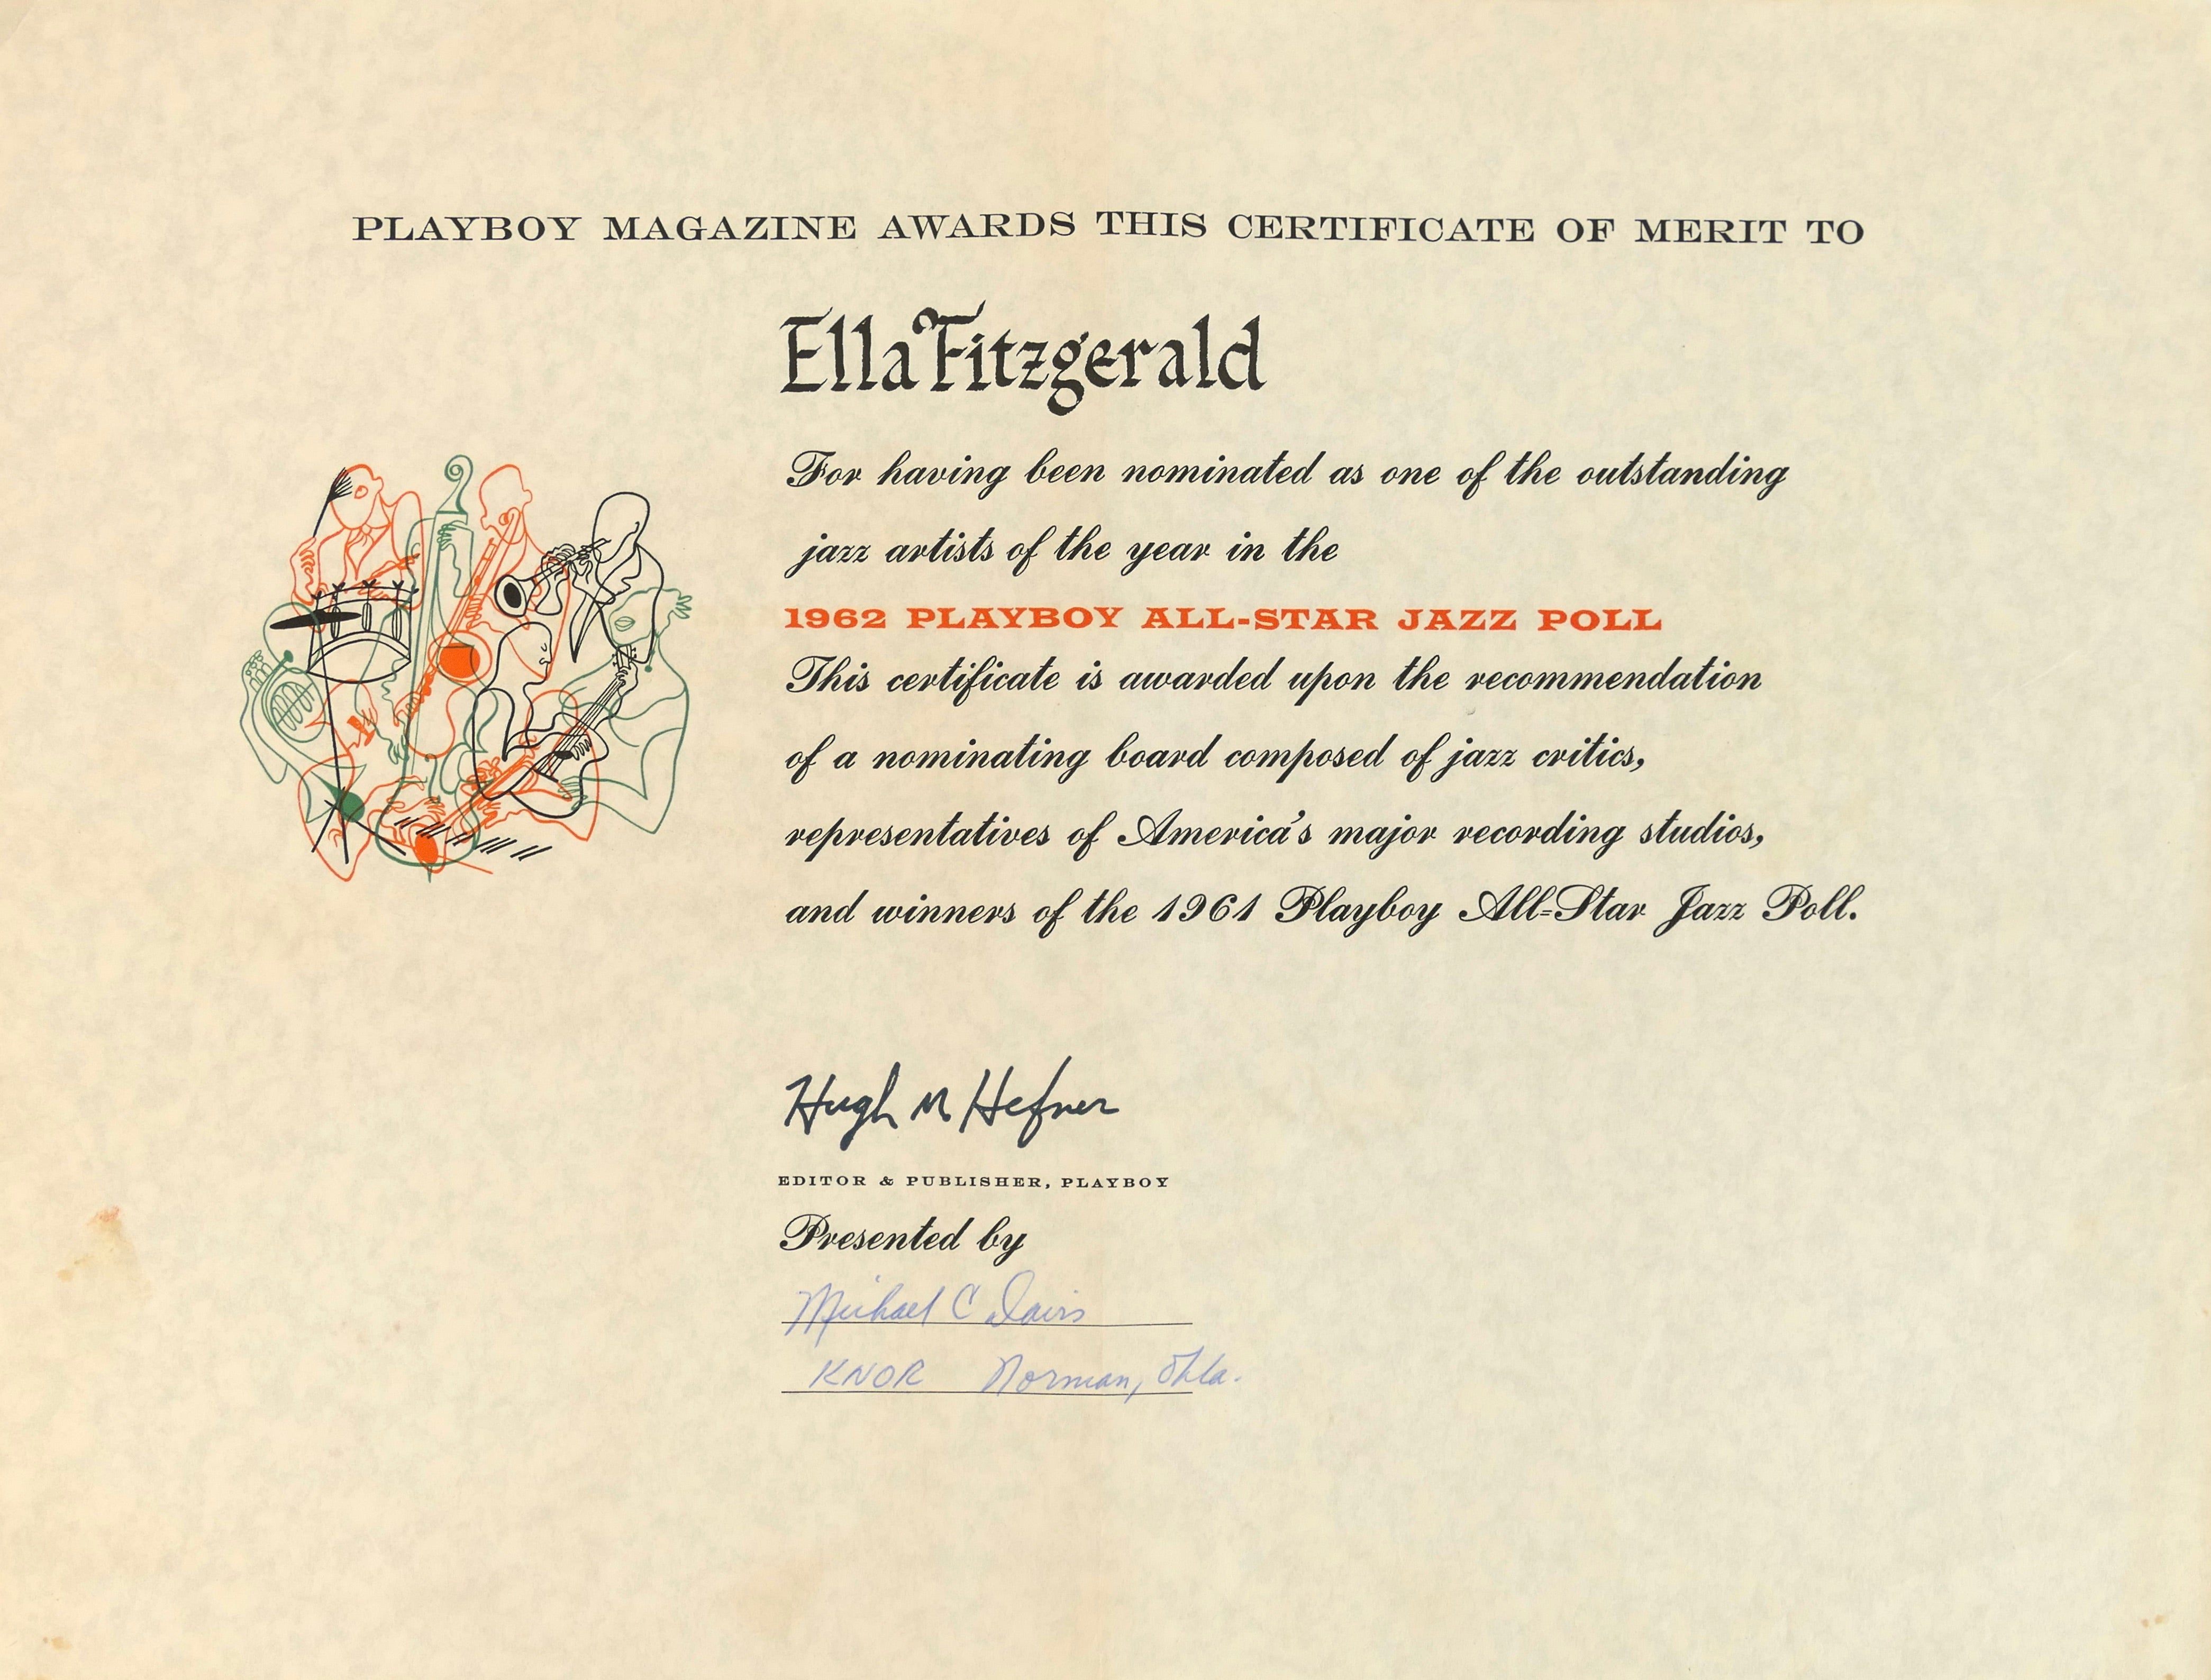 PLAYBOY MAGAZINE AWARDS THIS CERTIFICATE OF MERIT TO
Ella Fitzgerald
For having been nominated as one of the outstanding
jazz artists of the year in the
1962 PLAYBOY ALL-STAR JAZZ POLL
This certificate is awarded upon the recommendation
of a nominating board composed of jazz critics,
representatives of America's major recording studios,
and winners of the 1961 Playboy All-Star Jazz Poll.
Hugh M Hefner
EDITOR & PUBLISHER, PLAYBOY
Presented by
Michael C Davis
KNOR Norman, Okla.